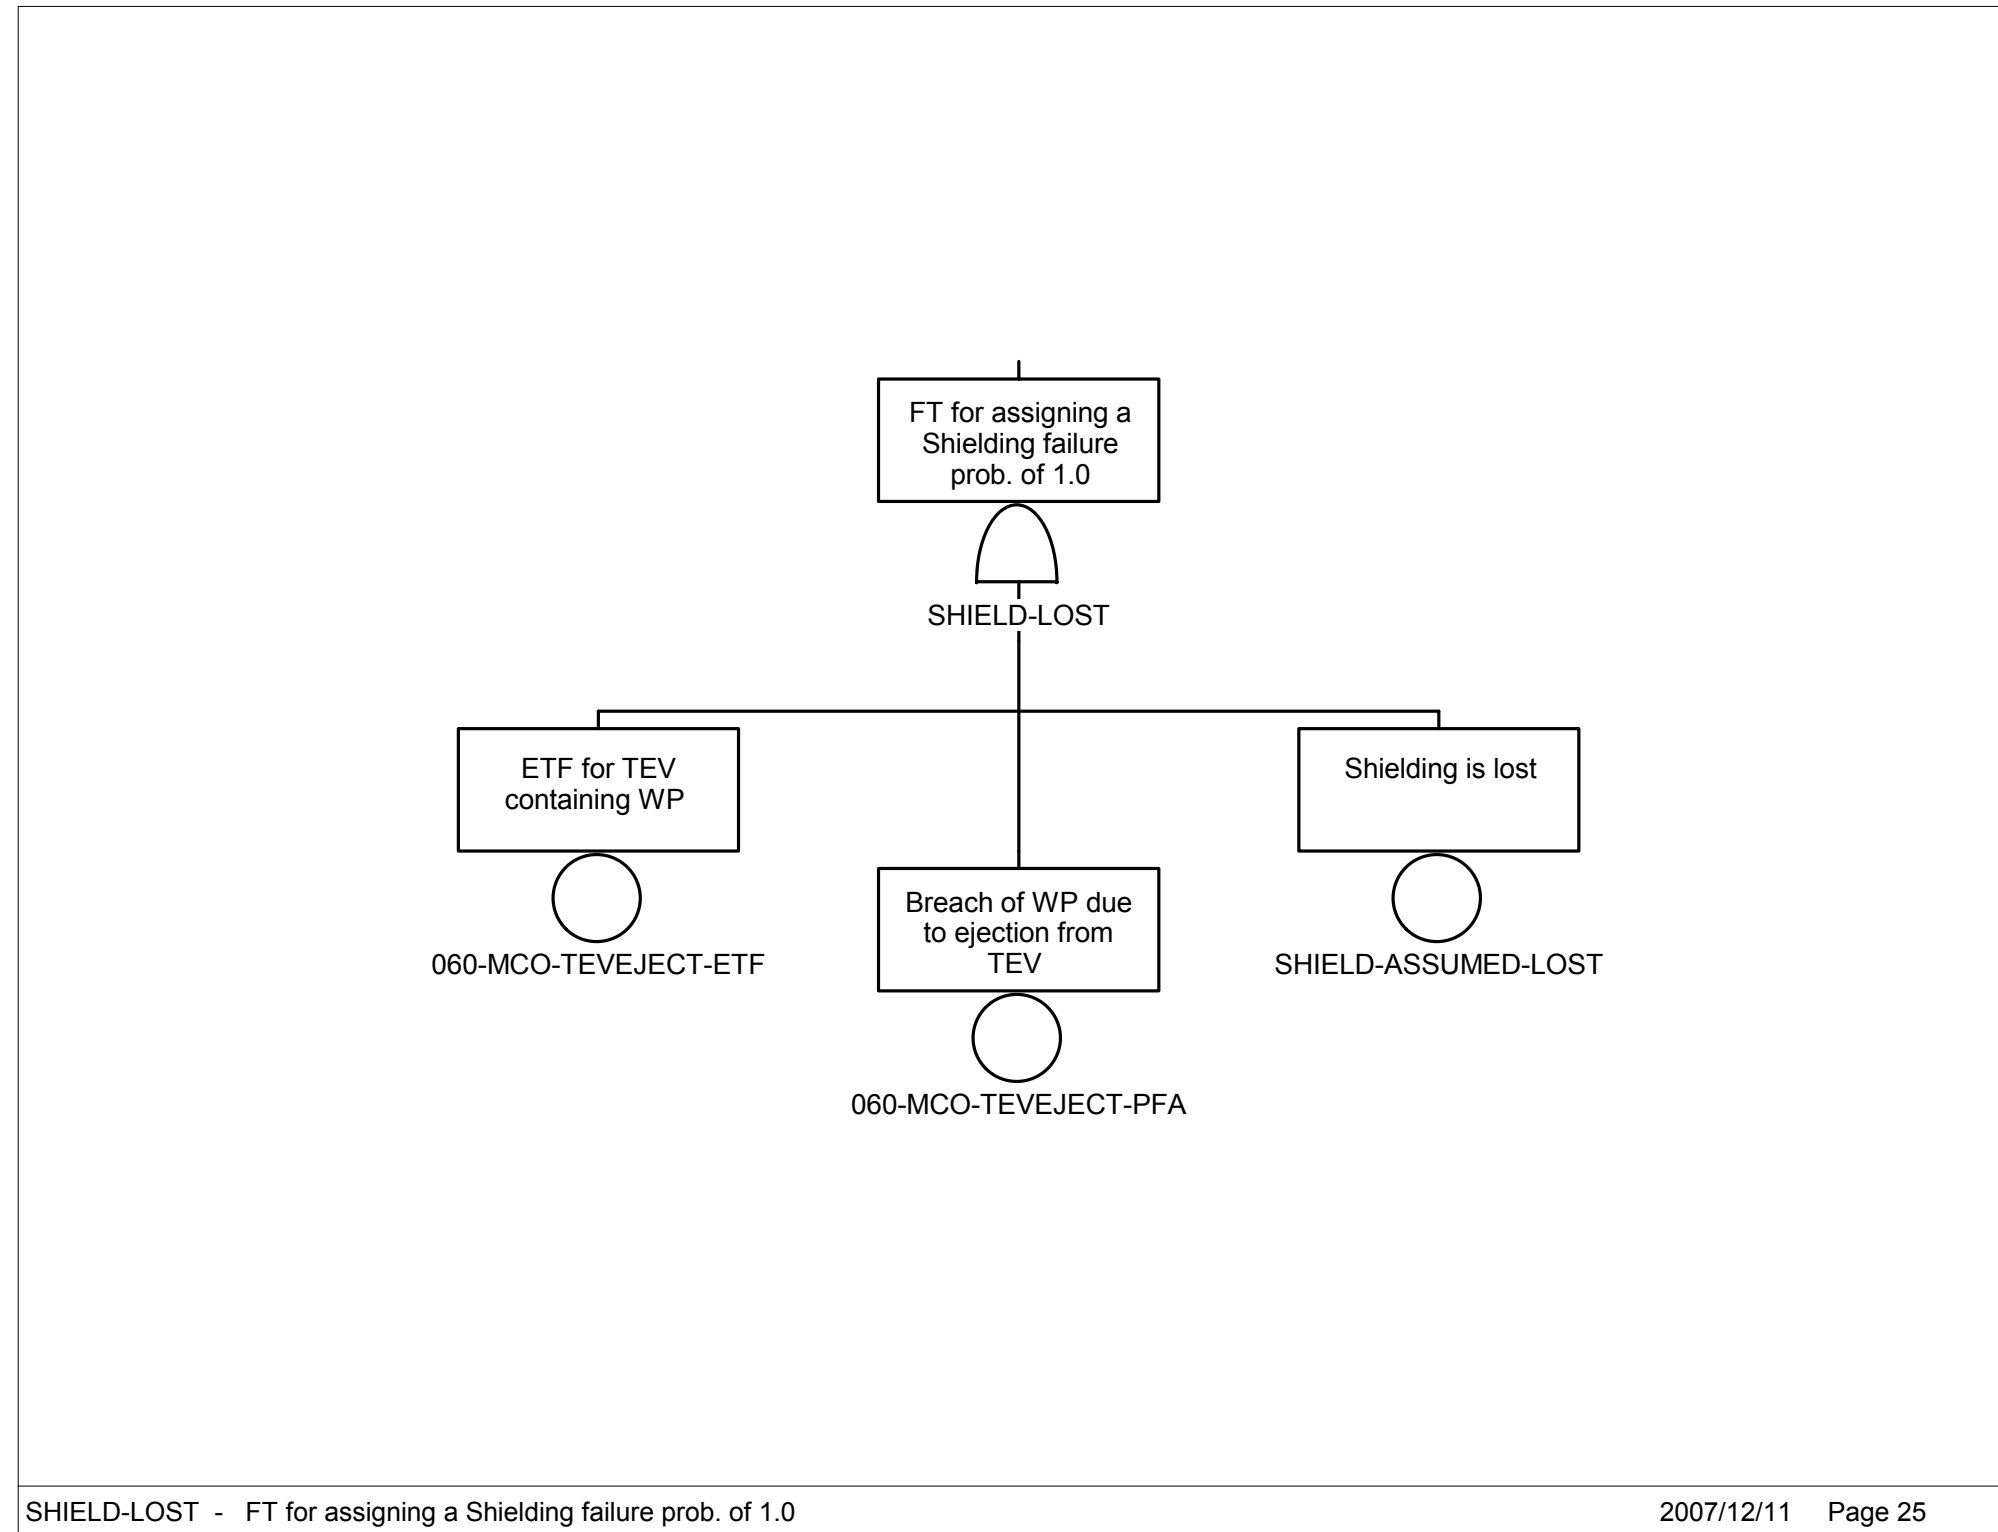 FT for assigning a
Shielding failure
prob. of 1.0
SHIELD-LOST
ETF for TEV
containing WP
060-MCO-TEVEJECT-ETF
Breach of WP due
to ejection from
TEV
060-MCO-TEVEJECT-PFA
Shielding is lost
SHIELD-ASSUMED-LOST
SHIELD-LOST - FT for assigning a Shielding failure prob. of 1.0
2007/12/11 Page 25